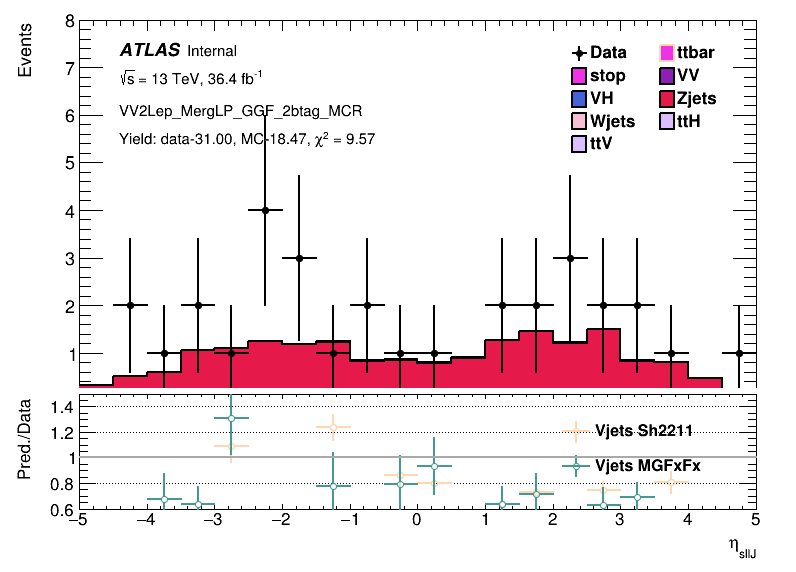 Events
8
7
6
5
4
3
2
1
ATLAS Internal
√s = 13 TeV, 36.4 fb⁻¹
VV2Lep_MergLP_GGF_2btag_MCR
Yield: data-31.00, MC-18.47, χ² = 9.57
Data
ttbar
stop
VV
VH
Zjets
Wjets
ttH
ttV
Pred./Data
1.4
1.2
1
0.8
0.6
Vjets Sh2211
Vjets MGFxFx
−5 −4 −3 −2 −1 0 1 2 3 4 5
η_sllJ